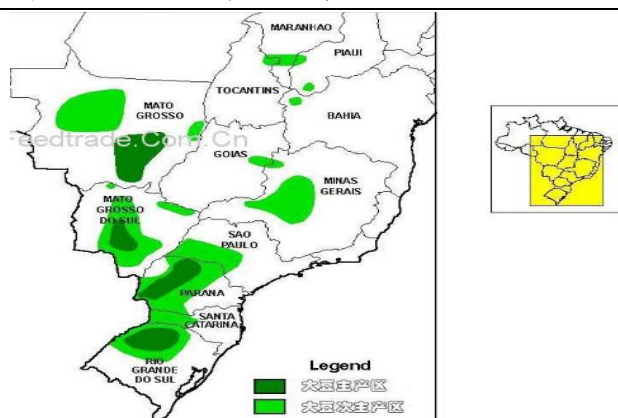 MARANHAO
PIAUI
TOCANTINS
MATO
GROSSO
BAHIA
Feedtrade.Com.Cn
GOIAS
MINAS
GERAIS
MATO
GROSSO
DO SUL
SAO
PAULO
PARANA
SANTA
CATARINA
RIO
GRANDE
DO SUL
Legend
大豆主产区
大豆次主产区